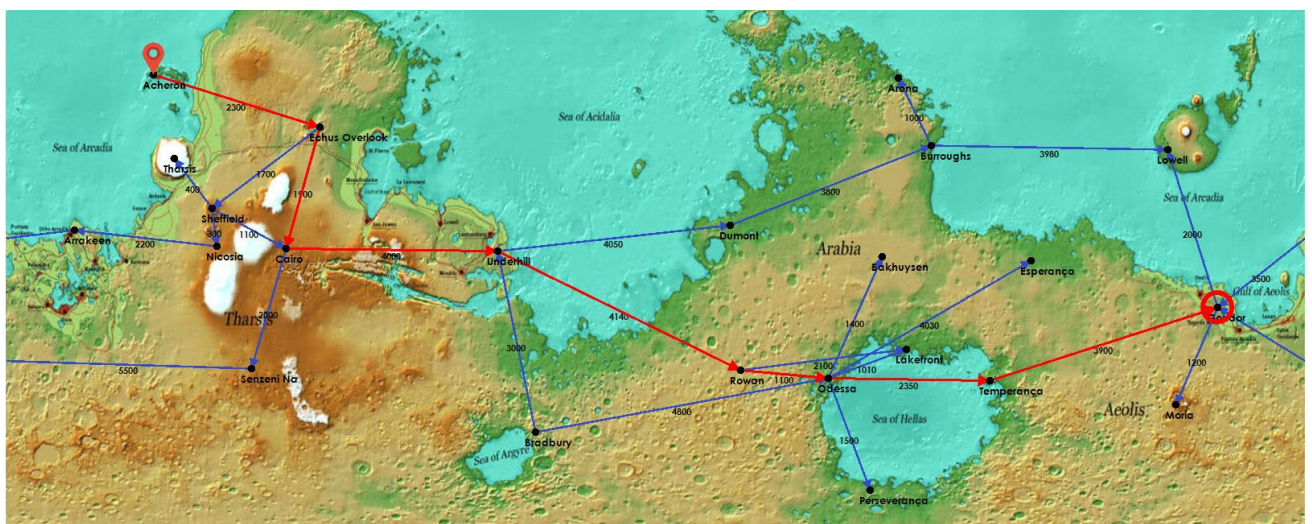 Acheron
2300
Echus Overlook
Sea of Arcadia
Tharsis
400
1700
1900
Sheffield
800
1100
Arrakeen
2200
Nicosia
Cairo
4000
Underhill
Tharsis
2000
5500
Senzeni Na
3000
Bradbury
Sea of Argyre
4800
Sea of Acidalia
4050
Dumont
3800
4140
Rowan
1100
Arena
1000
Burroughs
3980
Lowell
Sea of Arcadia
2000
Arabia
Bakhuysen
Esperança
1400
4030
Lakefront
2100
1010
Odessa
2350
Temperança
Sea of Hellas
1500
Perseverança
3900
3500
Gulf of Aeolis
1200
Aeolis
Moria